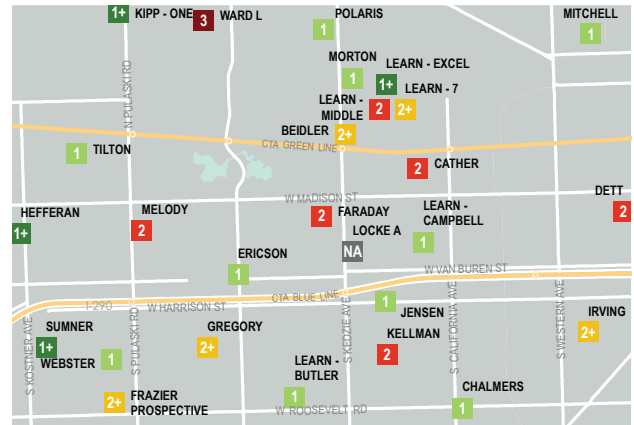 1+ KIPP - ONE
3 WARD L
POLARIS
1
MITCHELL
1
MORTON
1
LEARN - EXCEL
1+
LEARN - 7
2+
LEARN -
MIDDLE
2
BEIDLER
2+
N PULASKI RD
CTA GREEN LINE
1 TILTON
2 CATHER
W MADISON ST
DETT
2
HEFFERAN
1+
MELODY
2
2 FARADAY
LEARN -
CAMPBELL
1
LOCKE A
NA
ERICSON
1
W VAN BUREN ST
CTA BLUE LINE
I-290
W HARRISON ST
1 JENSEN
S KOSTNER AVE
S PULASKI RD
S KEDZIE AVE
S CALIFORNIA AVE
S WESTERN AVE
SUMNER
1+
WEBSTER 1
GREGORY
2+
KELLMAN
2
IRVING
2+
LEARN -
BUTLER
1
CHALMERS
1
2+ FRAZIER
PROSPECTIVE
W ROOSEVELT RD